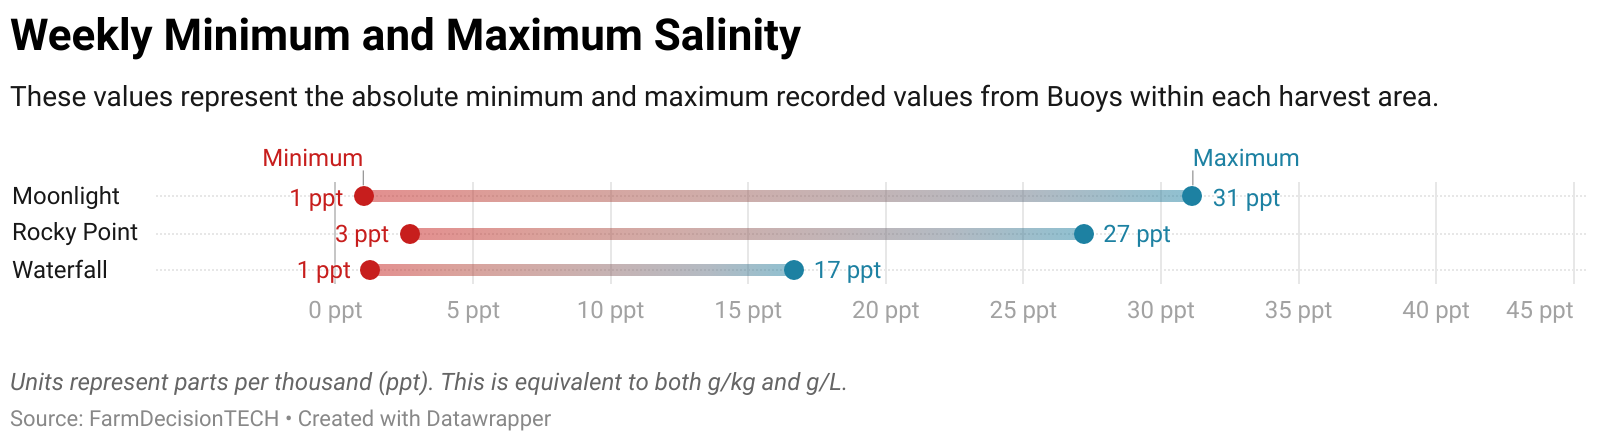 Weekly Minimum and Maximum Salinity
These values represent the absolute minimum and maximum recorded values from Buoys within each harvest area.
Minimum Maximum
Moonlight 1 ppt 31 ppt
Rocky Point 3 ppt 27 ppt
Waterfall 1 ppt 17 ppt
0 ppt 5 ppt 10 ppt 15 ppt 20 ppt 25 ppt 30 ppt 35 ppt 40 ppt 45 ppt
Units represent parts per thousand (ppt). This is equivalent to both g/kg and g/L.
Source: FarmDecisionTECH • Created with Datawrapper